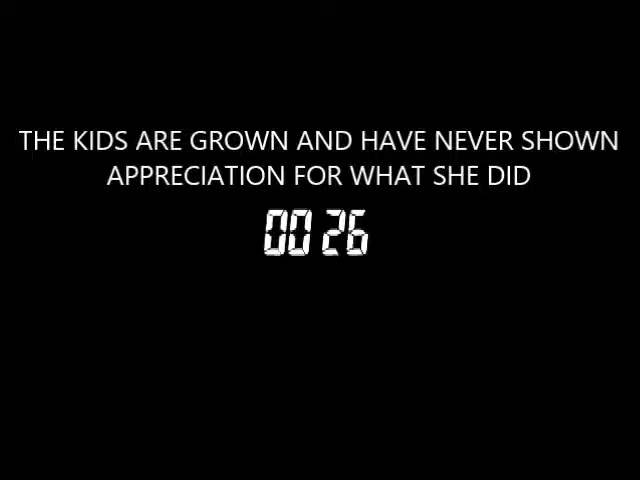 THE KIDS ARE GROWN AND HAVE NEVER SHOWN
APPRECIATION FOR WHAT SHE DID
00 26